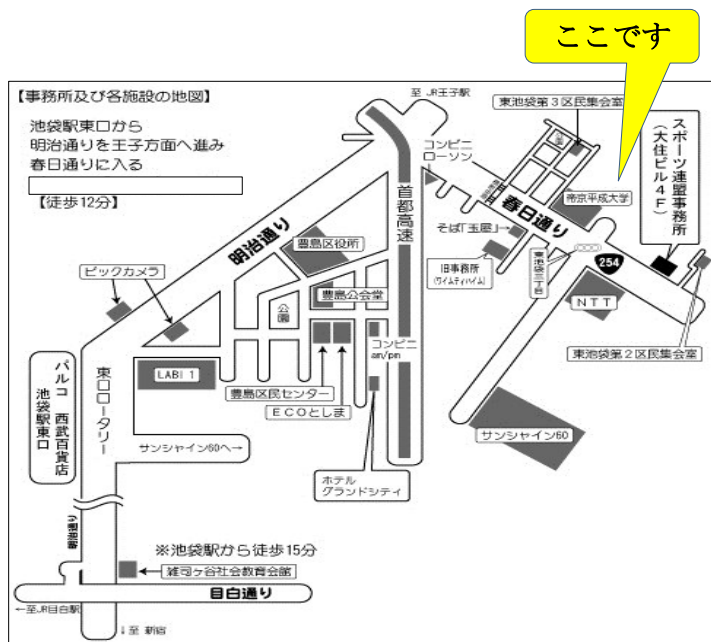 ここです
【事務所及び各施設の地図】
池袋駅東口から
明治通りを王子方面へ進み
春日通りに入る
【徒歩12分】
至 JR王子駅
東池袋第3区民集会室
コンビニ
ローソン
首都高速
スポーツ連盟事務所
(大住ビル4F)
帝京平成大学
春日通り
そば「玉屋」
明治通り
豊島区役所
旧事務所
(ワイムティハイム)
東池袋三丁目
254
ビックカメラ
公園
豊島公会堂
NTT
コンビニ
am/pm
東池袋第2区民集会室
パルコ 西武百貨店
池袋駅東口
東口ロータリー
LABI 1
豊島区民センター
ECOとしま
サンシャイン60
サンシャイン60へ→
ホテル
グランドシティ
明治通り
※池袋駅から徒歩15分
雑司ヶ谷社会教育会館
目白通り
←至JR目白駅
↓至 新宿